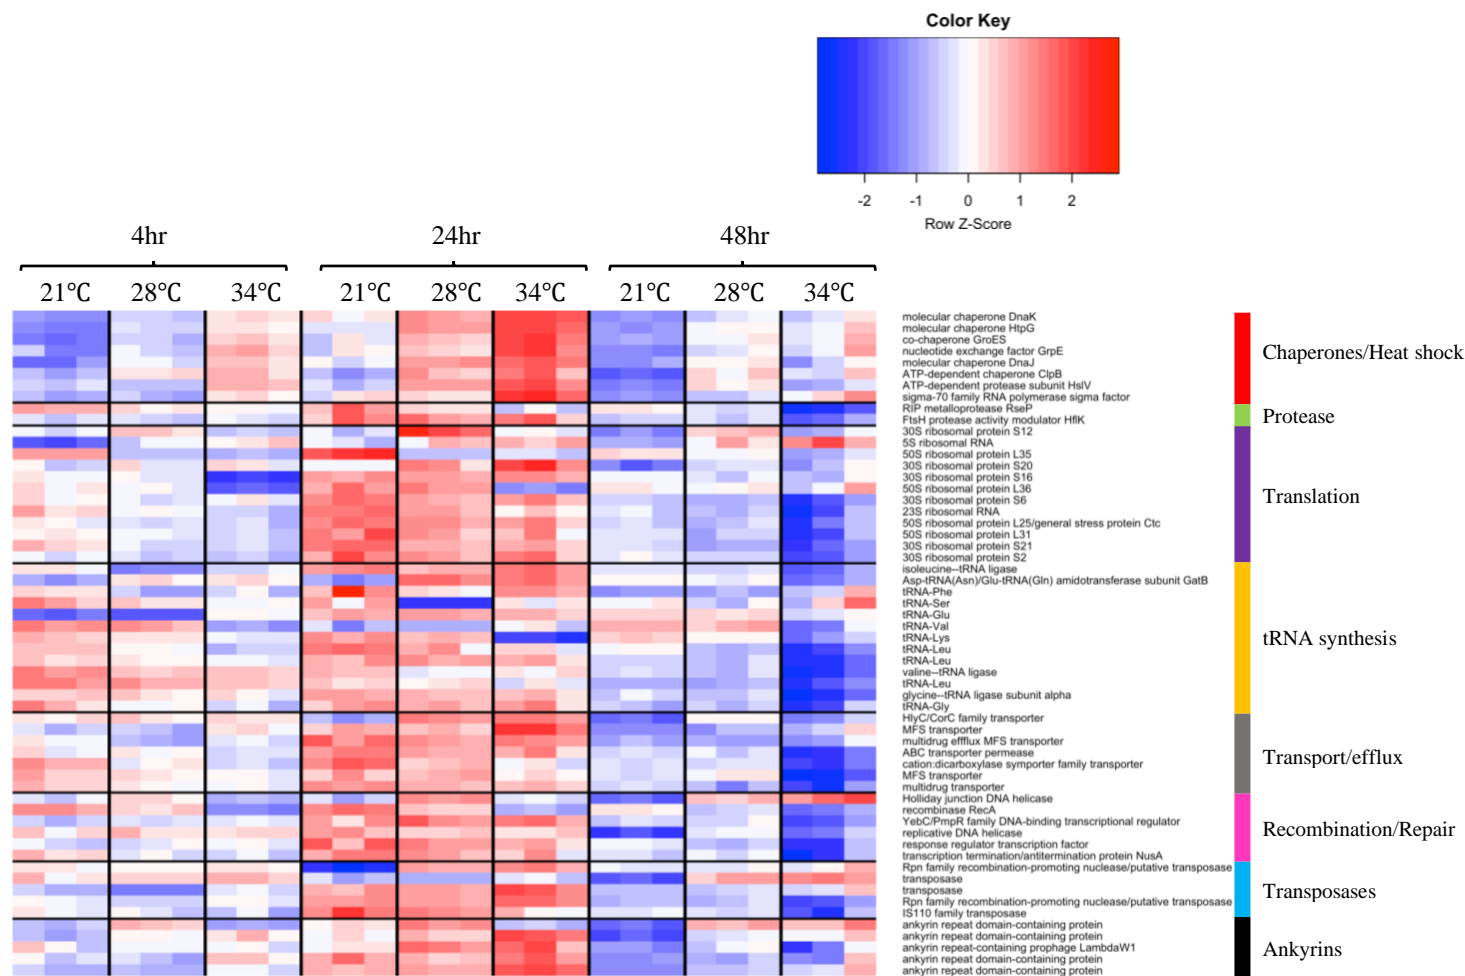 Color Key
-2 -1 0 1 2
Row Z-Score
4hr 24hr 48hr
21°C 28°C 34°C 21°C 28°C 34°C 21°C 28°C 34°C
molecular chaperone DnaK
molecular chaperone HtpG
co-chaperone GroES
nucleotide exchange factor GrpE
molecular chaperone DnaJ
ATP-dependent chaperone ClpB
ATP-dependent protease subunit HslV
sigma-70 family RNA polymerase sigma factor
Chaperones/Heat shock
RIP metalloprotease RseP
FtsH protease activity modulator HflK
Protease
30S ribosomal protein S12
5S ribosomal RNA
50S ribosomal protein L35
30S ribosomal protein S20
30S ribosomal protein S16
50S ribosomal protein L36
30S ribosomal protein S6
23S ribosomal RNA
50S ribosomal protein L25/general stress protein Ctc
50S ribosomal protein L31
30S ribosomal protein S21
30S ribosomal protein S2
Translation
isoleucine--tRNA ligase
Asp-tRNA(Asn)/Glu-tRNA(Gln) amidotransferase subunit GatB
tRNA-Phe
tRNA-Ser
tRNA-Glu
tRNA-Val
tRNA-Lys
tRNA-Leu
tRNA-Leu
valine--tRNA ligase
tRNA-Leu
glycine--tRNA ligase subunit alpha
tRNA-Gly
tRNA synthesis
HlyC/CorC family transporter
MFS transporter
multidrug effflux MFS transporter
ABC transporter permease
cation:dicarboxylase symporter family transporter
MFS transporter
multidrug transporter
Transport/efflux
Holliday junction DNA helicase
recombinase RecA
YebC/PmpR family DNA-binding transcriptional regulator
replicative DNA helicase
response regulator transcription factor
transcription termination/antitermination protein NusA
Recombination/Repair
Rpn family recombination-promoting nuclease/putative transposase
transposase
transposase
Rpn family recombination-promoting nuclease/putative transposase
IS110 family transposase
Transposases
ankyrin repeat domain-containing protein
ankyrin repeat domain-containing protein
ankyrin repeat-containing prophage LambdaW1
ankyrin repeat domain-containing protein
ankyrin repeat domain-containing protein
Ankyrins